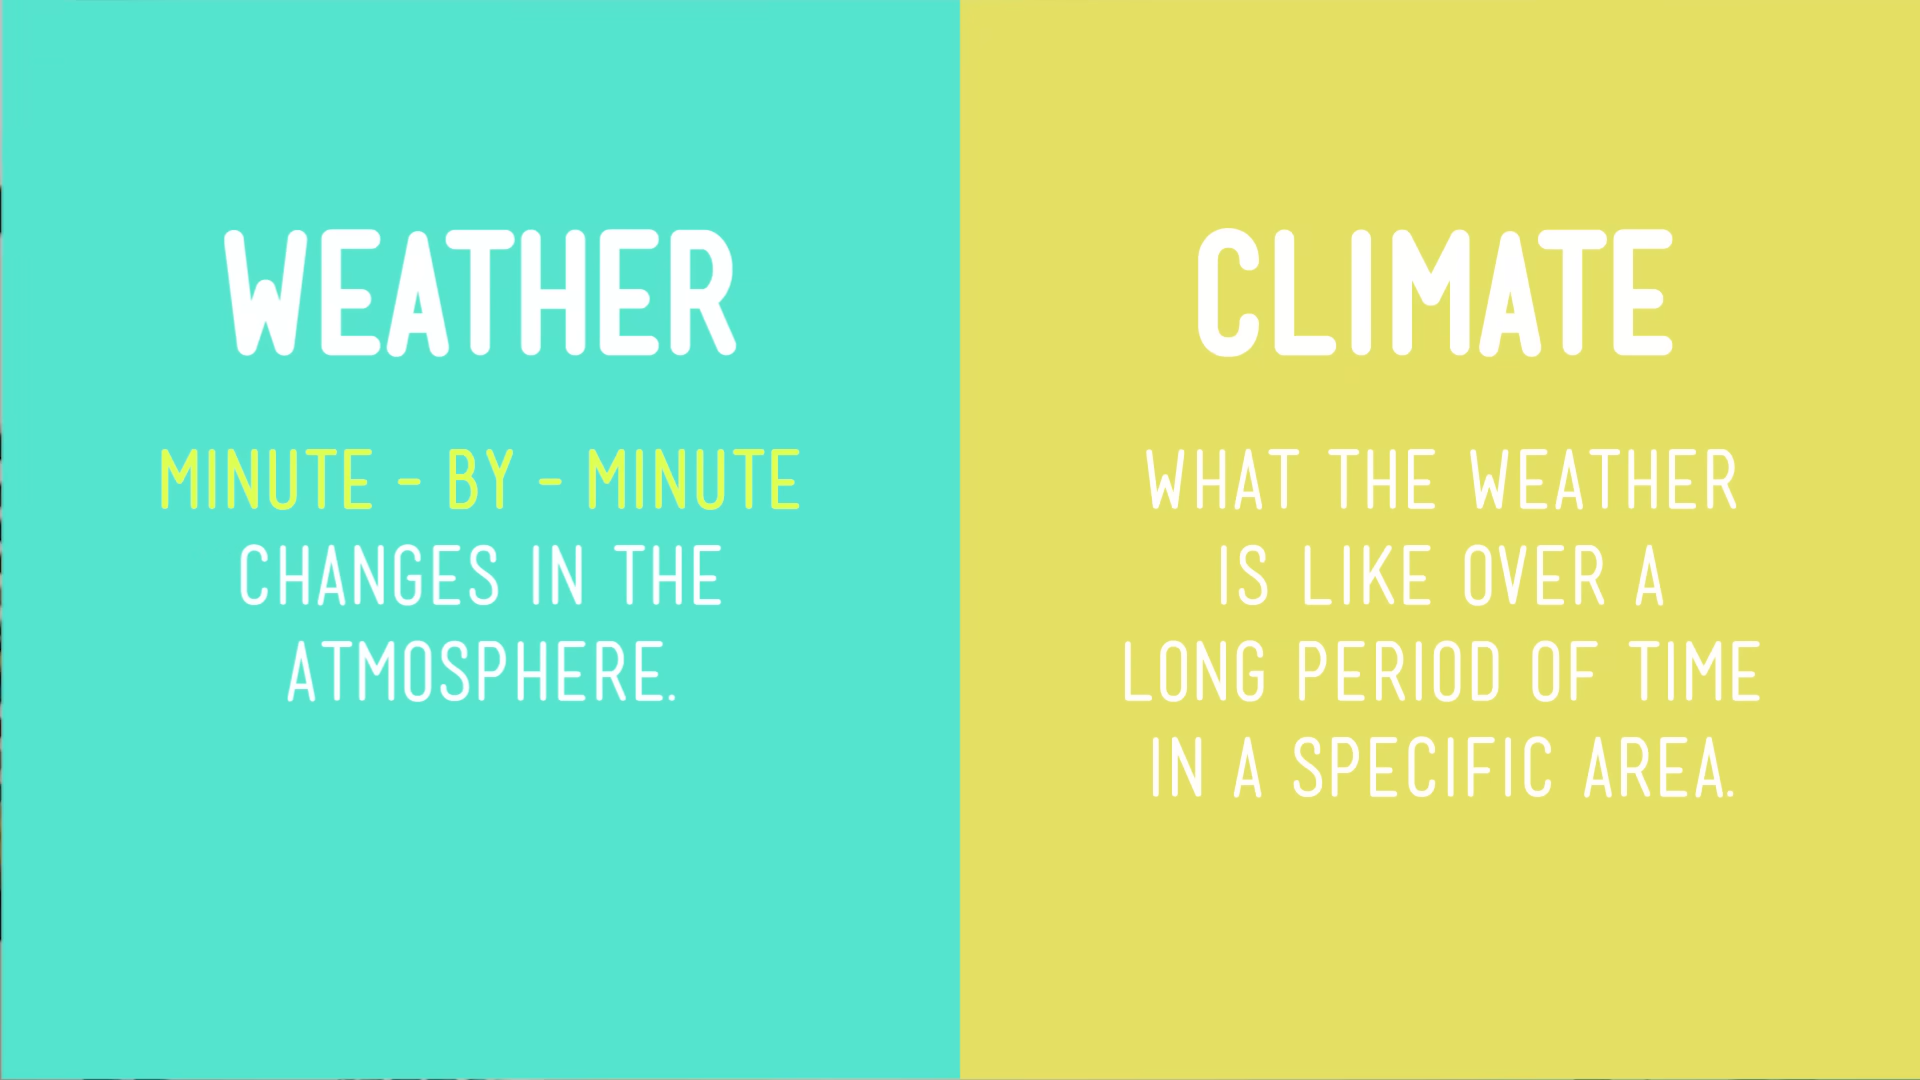 WEATHER
MINUTE - BY - MINUTE
CHANGES IN THE
ATMOSPHERE.
CLIMATE
WHAT THE WEATHER
IS LIKE OVER A
LONG PERIOD OF TIME
IN A SPECIFIC AREA.